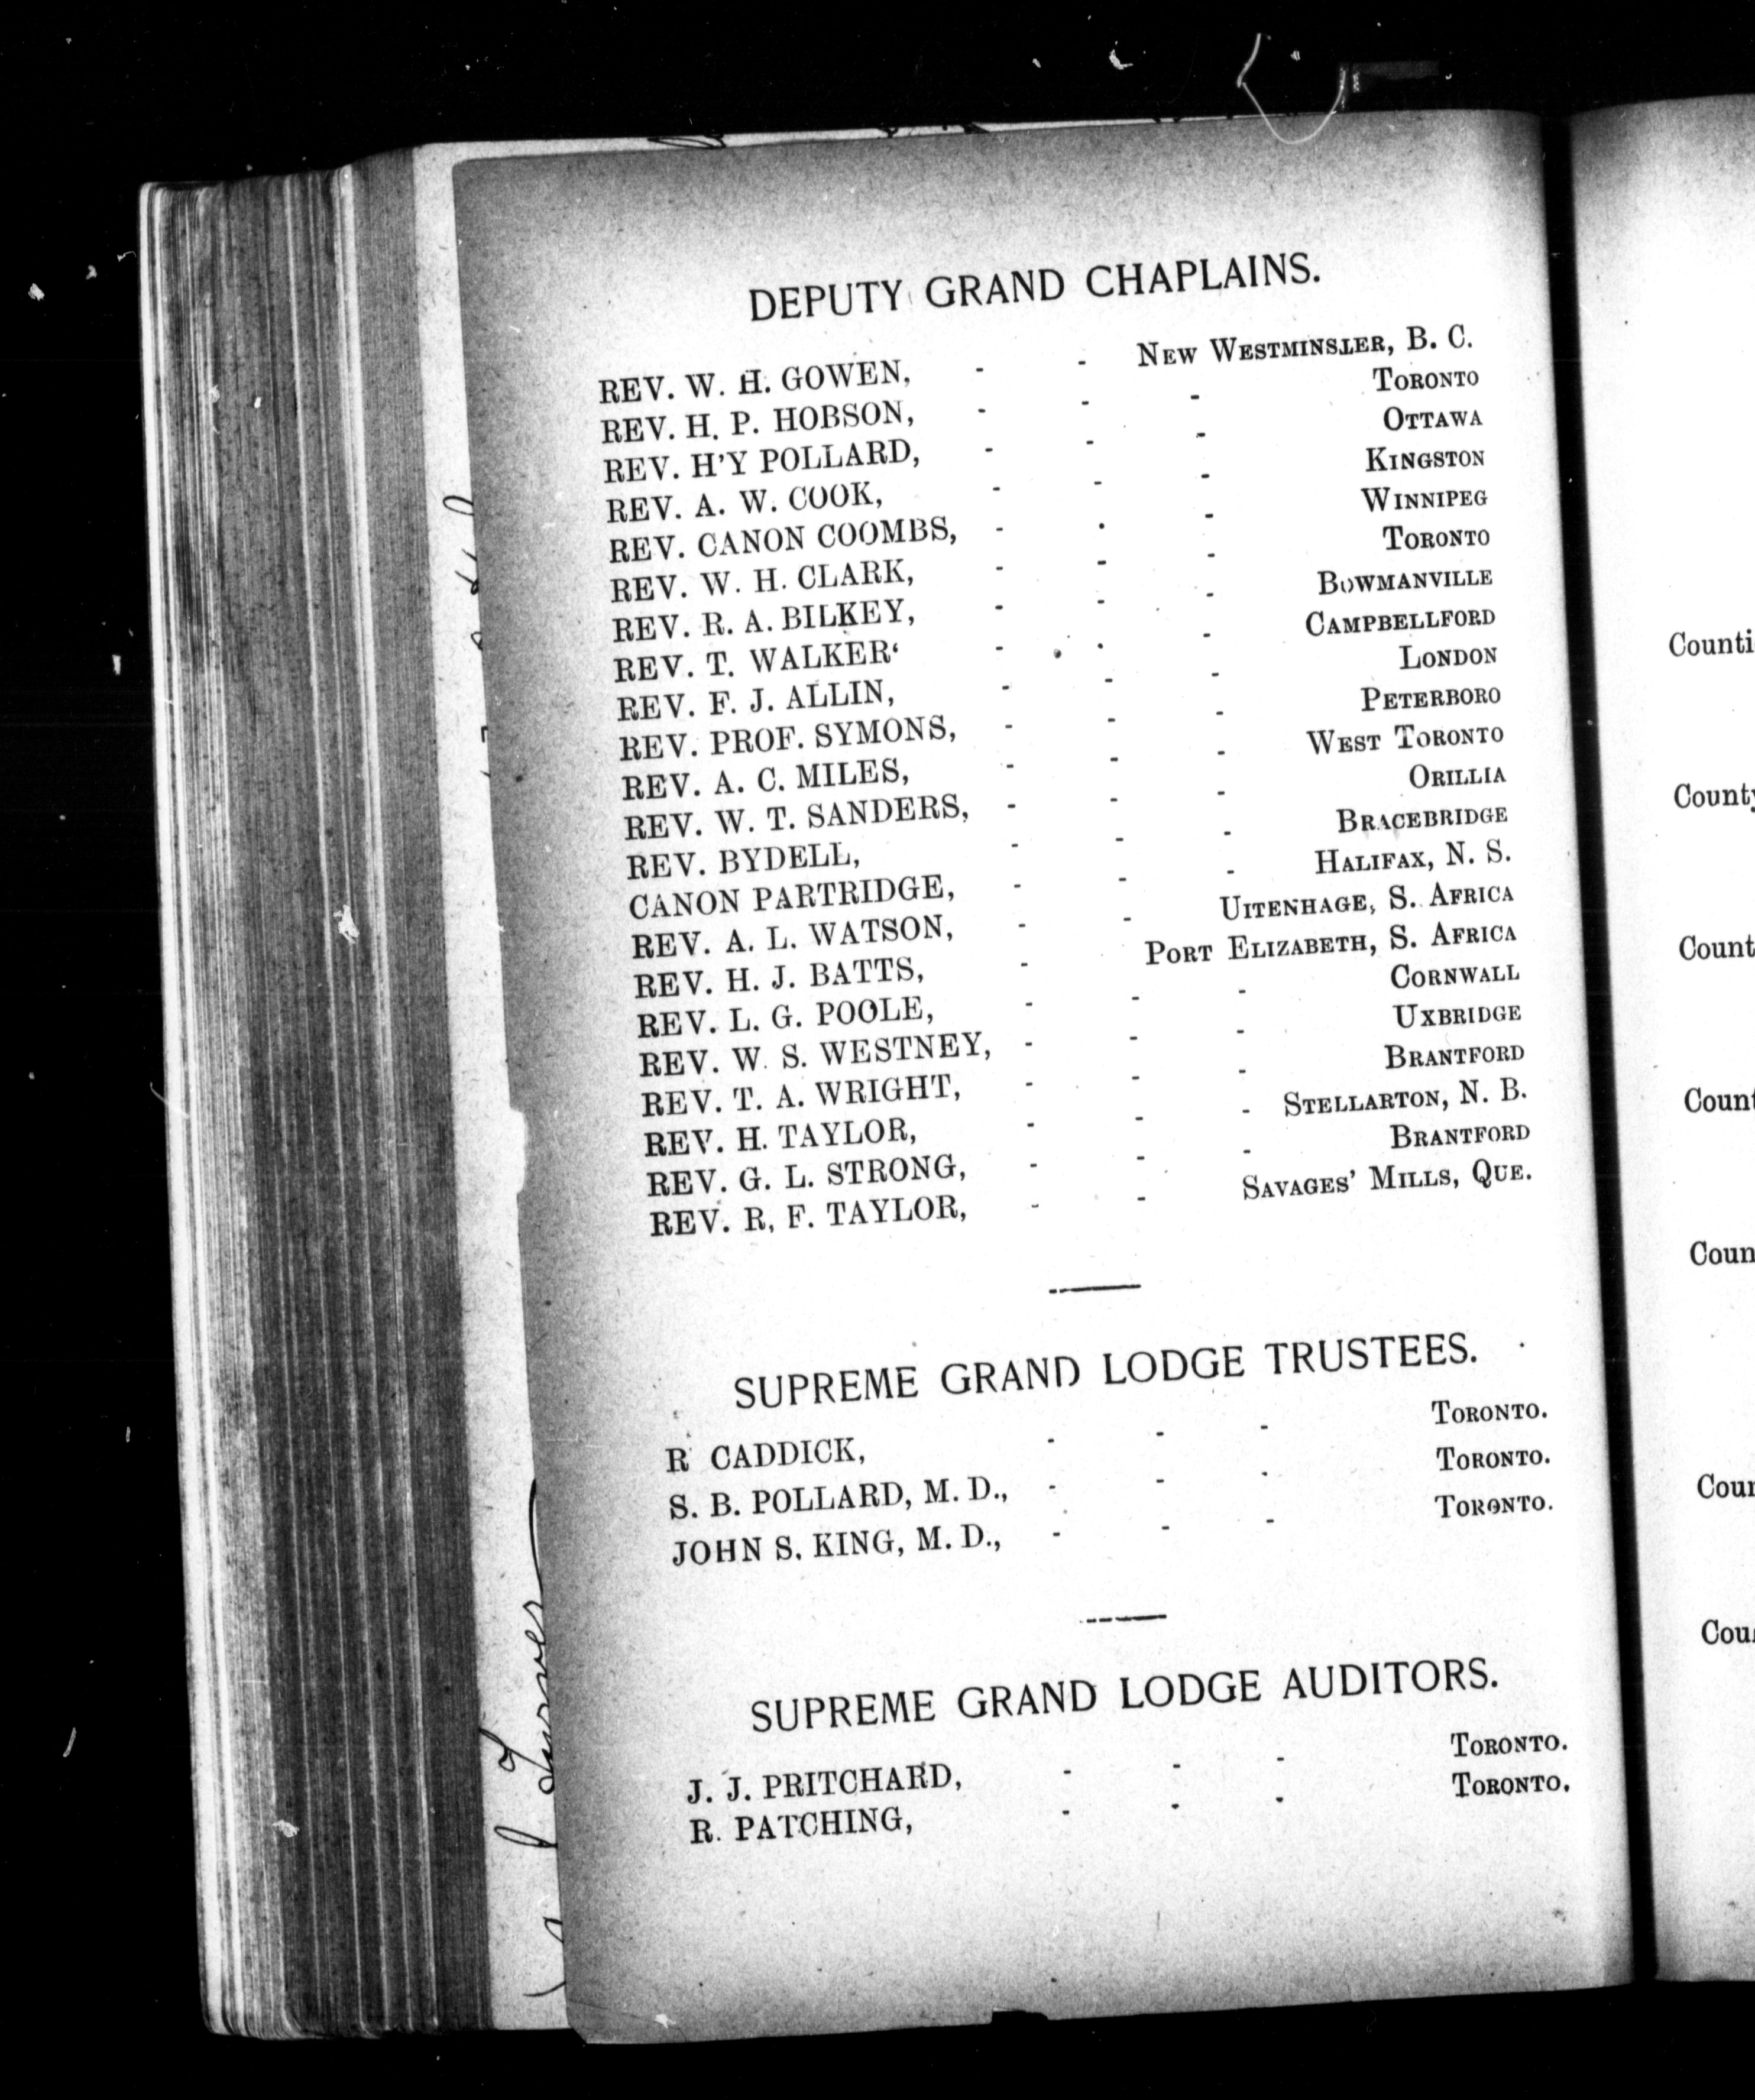 DEPUTY GRAND CHAPLAINS.
REV. W. H. GOWEN, - - NEW WESTMINSTER, B. C.
REV. H. P. HOBSON, - - - TORONTO
REV. H'Y POLLARD, - - - OTTAWA
REV. A. W. COOK, - - - KINGSTON
REV. CANON COOMBS, - - - WINNIPEG
REV. W. H. CLARK, - - - TORONTO
REV. R. A. BILKEY, - - - BOWMANVILLE
REV. T. WALKER‘ - - - CAMPBELLFORD
REV. F. J. ALLIN, - - - LONDON
REV. PROF. SYMONS, - - - PETERBORO
REV. A. C. MILES, - - - WEST TORONTO
REV. W. T. SANDERS, - - - ORILLIA
REV. BYDELL, - - - BRACEBRIDGE
CANON PARTRIDGE, - - - HALIFAX, N. S.
REV. A. L. WATSON, - - UITENHAGE, S. AFRICA
REV. H. J. BATTS, - PORT ELIZABETH, S. AFRICA
REV. L. G. POOLE, - - - CORNWALL
REV. W. S. WESTNEY, - - - UXBRIDGE
REV. T. A. WRIGHT, - - - BRANTFORD
REV. H. TAYLOR, - - - STELLARTON, N. B.
REV. G. L. STRONG, - - - BRANTFORD
REV. R, F. TAYLOR, - - SAVAGES' MILLS, QUE.
SUPREME GRAND LODGE TRUSTEES.
R CADDICK, - - - TORONTO.
S. B. POLLARD, M. D., - - - TORONTO.
JOHN S. KING, M. D., - - - TORONTO.
SUPREME GRAND LODGE AUDITORS.
J. J. PRITCHARD, - - - TORONTO.
R. PATCHING, - - - TORONTO.
Turner
Counti
County
Count
Count
Coun
Coun
Cou